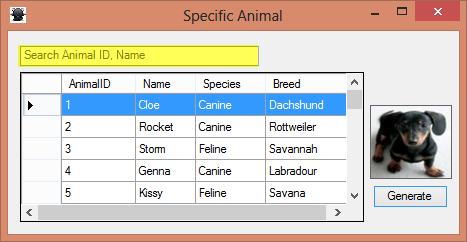 Specific Animal
Search Animal ID, Name
AnimalID Name Species Breed
1 Cloe Canine Dachshund
2 Rocket Canine Rottweiler
3 Storm Feline Savannah
4 Genna Canine Labradour
5 Kissy Feline Savana
Generate